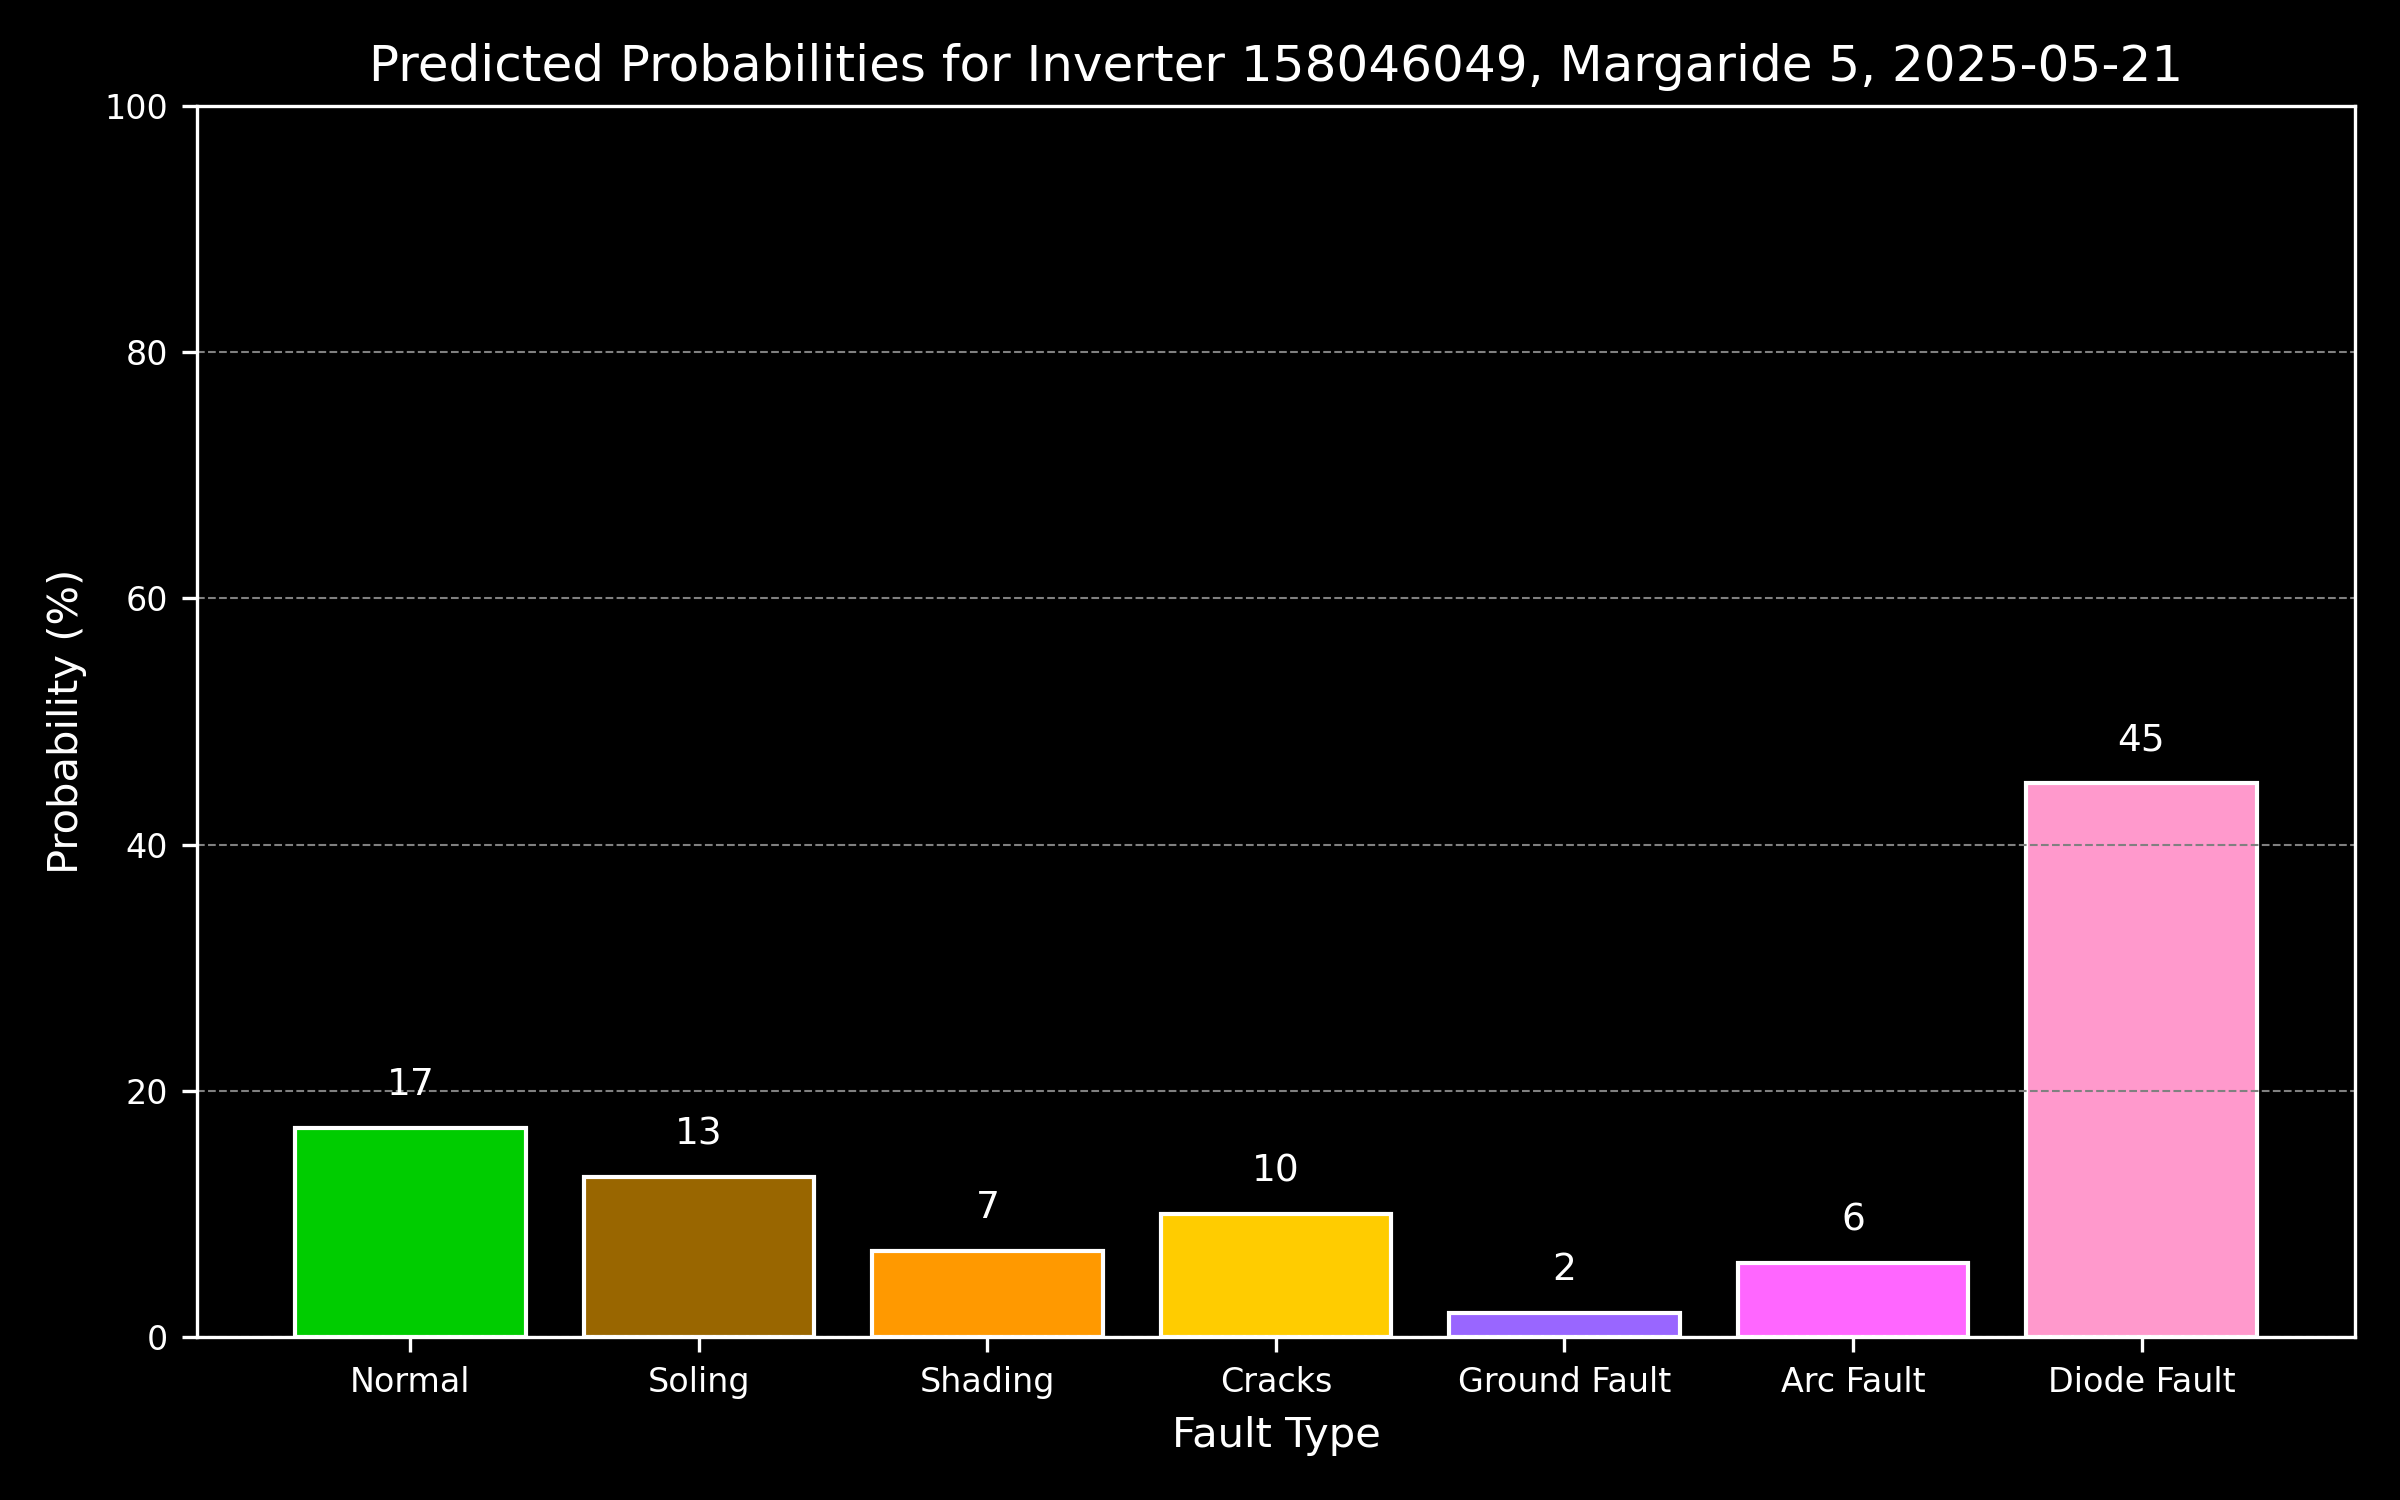 Predicted Probabilities for Inverter 158046049, Margaride 5, 2025-05-21
100
80
60
40
20
0
Probability (%)
17
13
7
10
2
6
45
Normal
Soling
Shading
Cracks
Ground Fault
Arc Fault
Diode Fault
Fault Type